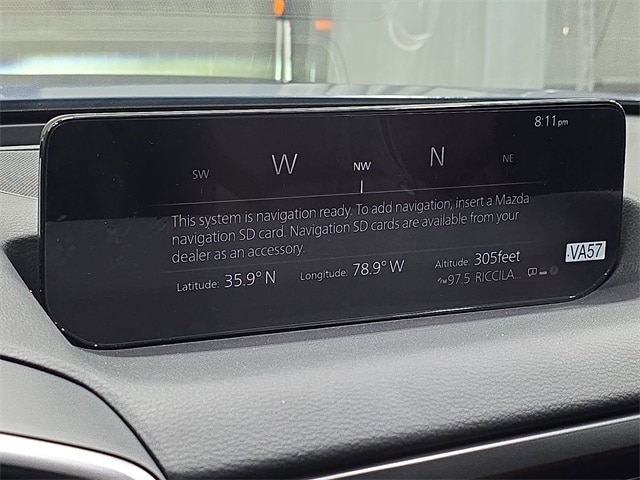 8:11pm
SW W NW N NE
This system is navigation ready. To add navigation, insert a Mazda
navigation SD card. Navigation SD cards are available from your
dealer as an accessory.
Latitude: 35.9° N Longitude: 78.9° W Altitude: 305feet
FM 97.5 RICCILA...
VA57